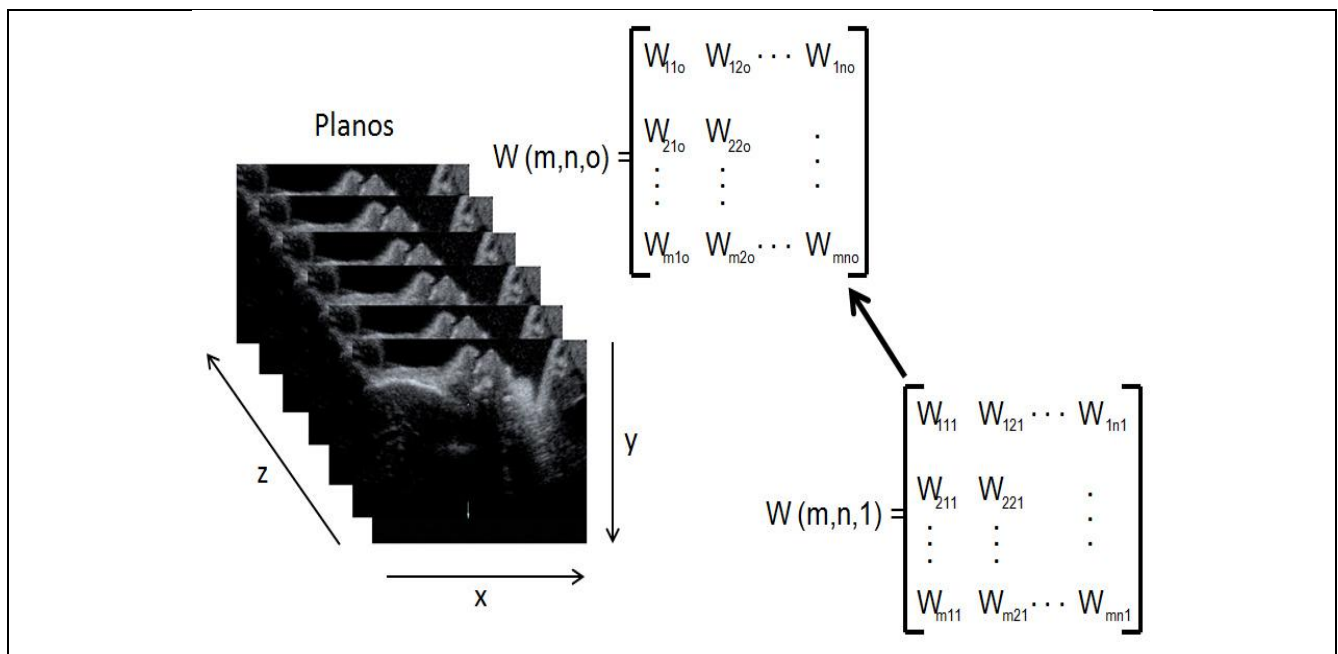 Planos
z
y
x
W (m,n,o) =
W11o W12o · · · W1no
W21o W22o .
: : :
Wm1o Wm2o · · · Wmno
W (m,n,1) =
W111 W121 · · · W1n1
W211 W221 .
: : :
Wm11 Wm21 · · · Wmn1